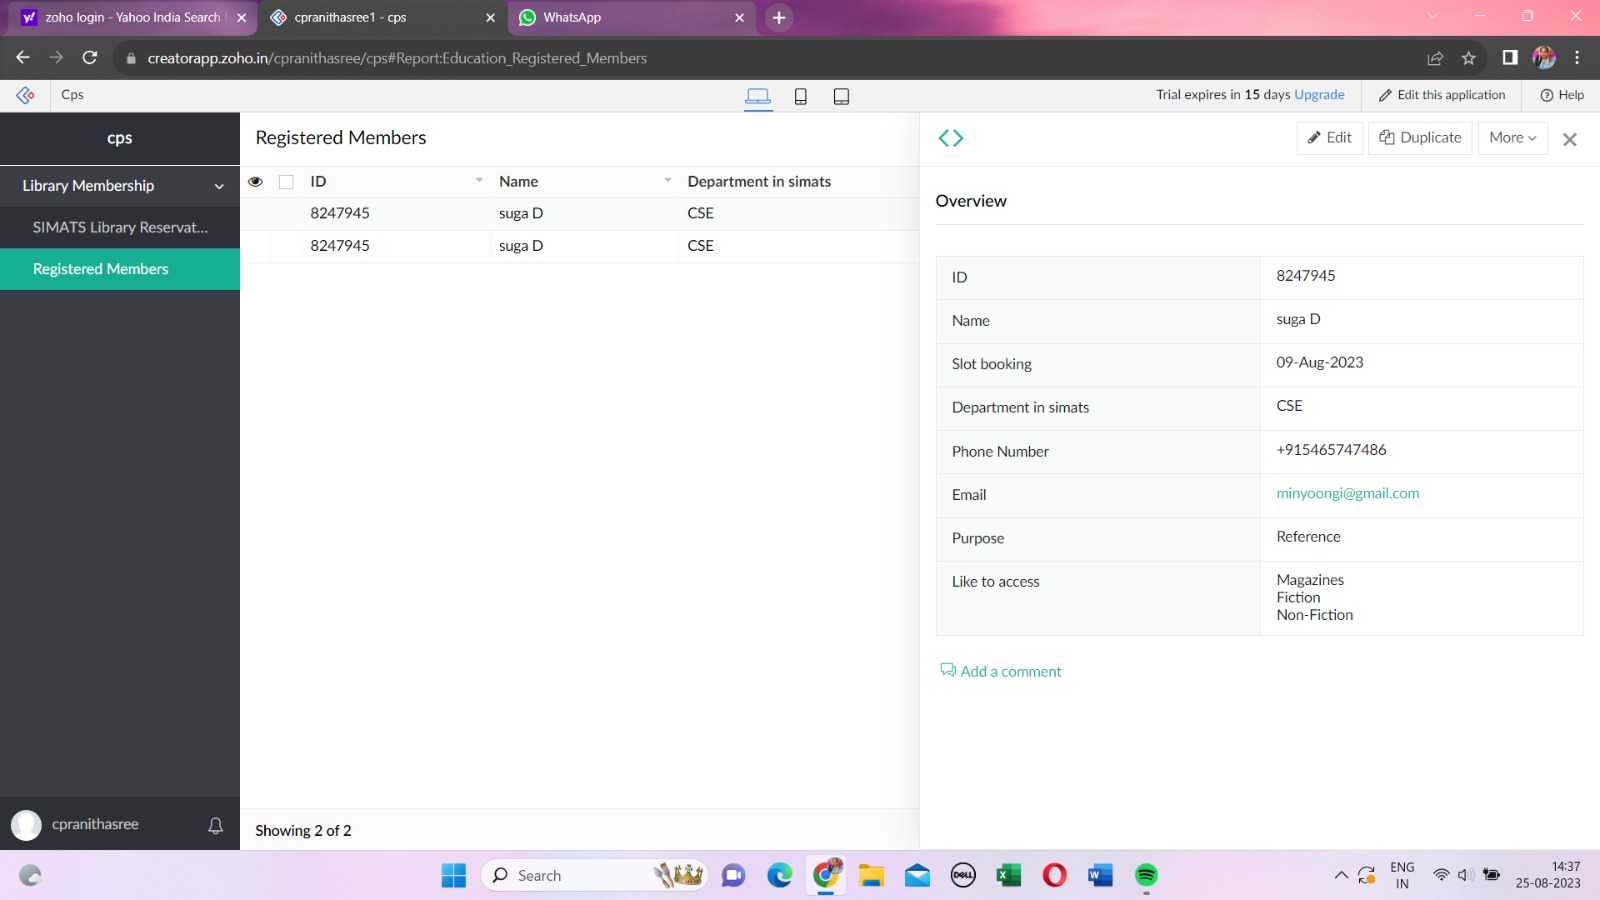 zoho login - Yahoo India Search
cpranithasree1 - cps
WhatsApp
creatorapp.zoho.in/cpranithasree/cps#Report:Education_Registered_Members
Cps
Trial expires in 15 days Upgrade
Edit this application
Help
cps
Library Membership
SIMATS Library Reservat...
Registered Members
cpranithasree
Registered Members
ID Name Department in simats
8247945 suga D CSE
8247945 suga D CSE
Showing 2 of 2
Edit Duplicate More
Overview
ID 8247945
Name suga D
Slot booking 09-Aug-2023
Department in simats CSE
Phone Number +915465747486
Email minyoongi@gmail.com
Purpose Reference
Like to access Magazines
Fiction
Non-Fiction
Add a comment
Search
DELL
ENG
IN
14:37
25-08-2023